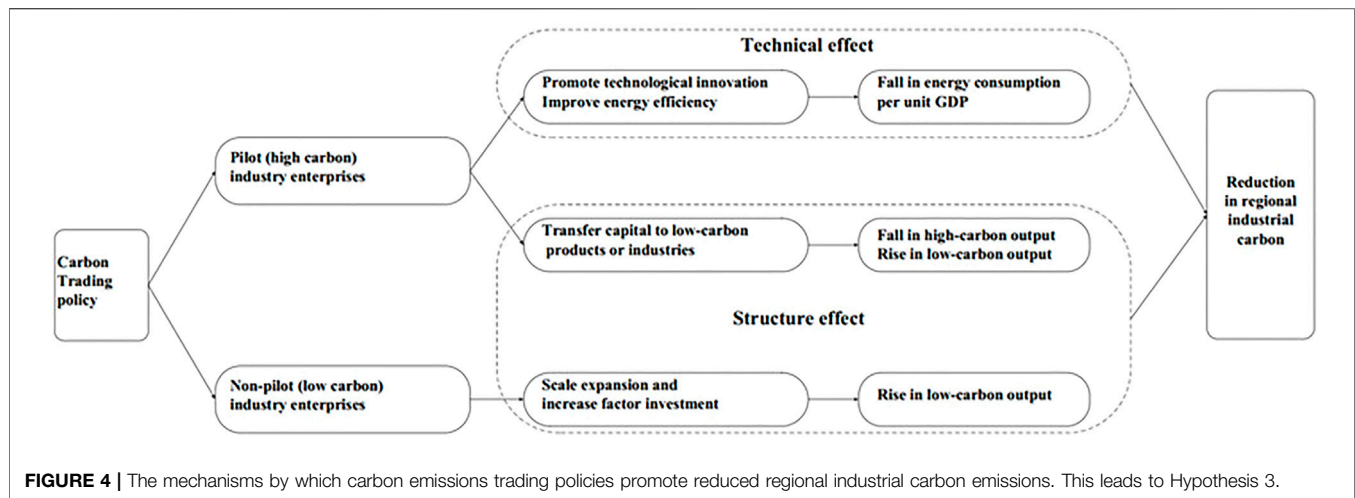 Technical effect
Promote technological innovation
Improve energy efficiency
Fall in energy consumption
per unit GDP
Pilot (high carbon)
industry enterprises
Reduction
in regional
industrial
carbon
Transfer capital to low-carbon
products or industries
Fall in high-carbon output
Rise in low-carbon output
Carbon
Trading
policy
Structure effect
Non-pilot (low carbon)
industry enterprises
Scale expansion and
increase factor investment
Rise in low-carbon output
FIGURE 4 | The mechanisms by which carbon emissions trading policies promote reduced regional industrial carbon emissions. This leads to Hypothesis 3.